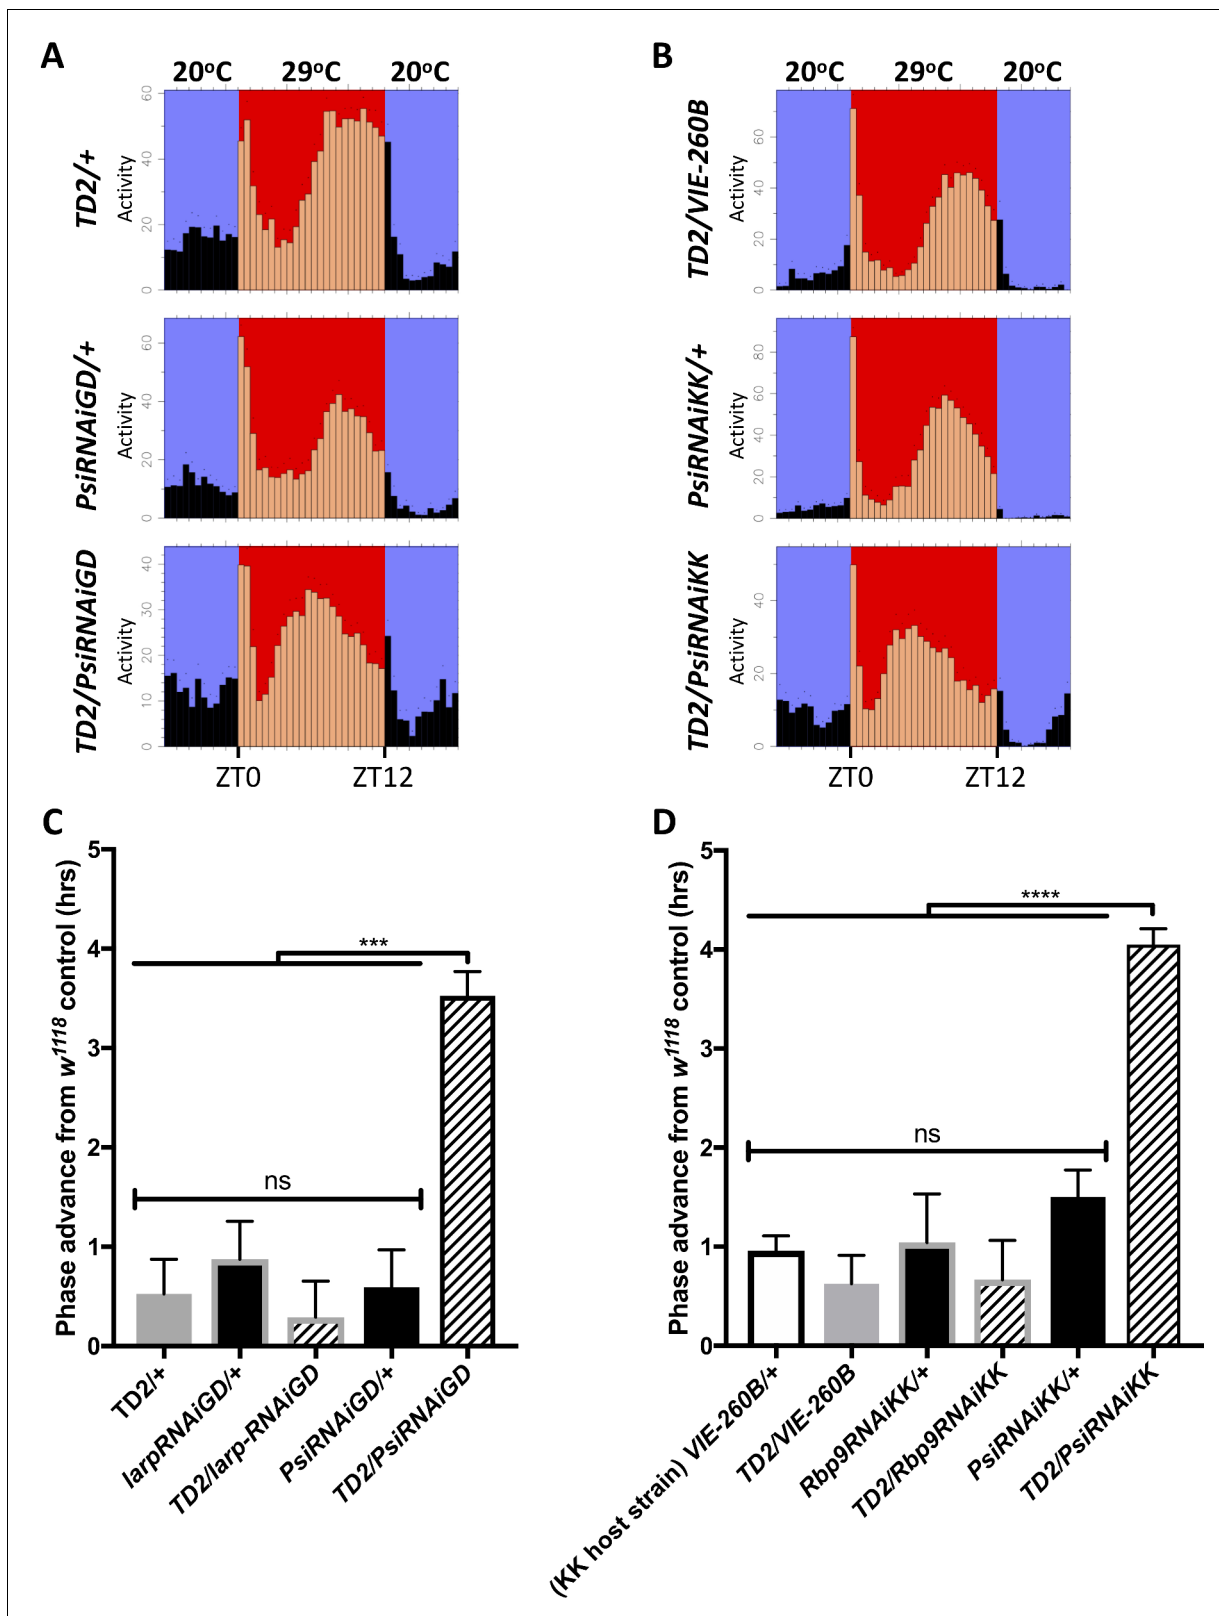 A
20°C 29°C 20°C
TD2/+
Activity
0 20 40 60
PsiRNAiGD/+
Activity
0 20 40 60
TD2/PsiRNAiGD
Activity
0 10 20 30 40
ZT0 ZT12
B
20°C 29°C 20°C
TD2/VIE-260B
Activity
0 20 40 60
PsiRNAiKK/+
Activity
0 20 40 60 80
TD2/PsiRNAiKK
Activity
0 20 40
ZT0 ZT12
C
Phase advance from w1118 control (hrs)
5
4
3
2
1
0
***
ns
TD2/+
larpRNAiGD/+
TD2/larp-RNAiGD
PsiRNAiGD/+
TD2/PsiRNAiGD
D
Phase advance from w1118 control (hrs)
5
4
3
2
1
0
****
ns
(KK host strain) VIE-260B/+
TD2/VIE-260B
Rbp9RNAiKK/+
TD2/Rbp9RNAiKK
PsiRNAiKK/+
TD2/PsiRNAiKK